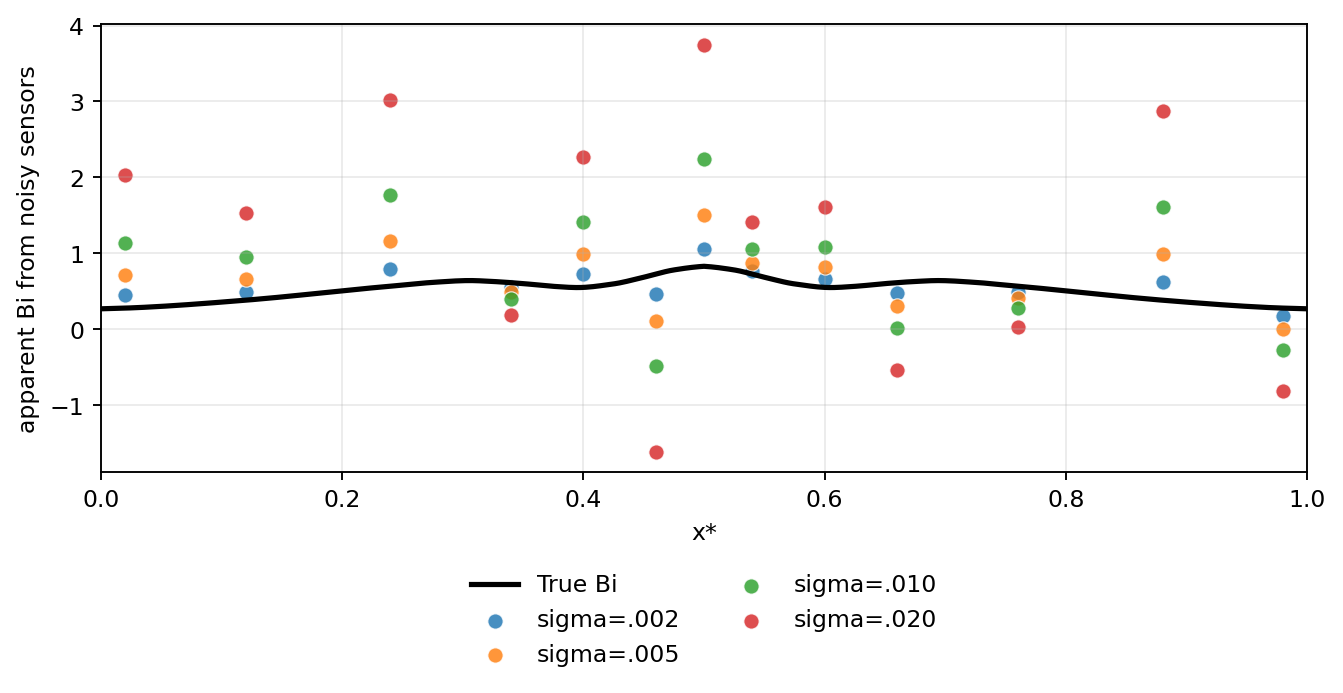 apparent Bi from noisy sensors
4
3
2
1
0
−1
0.0 0.2 0.4 0.6 0.8 1.0
x*
True Bi
sigma=.002
sigma=.005
sigma=.010
sigma=.020